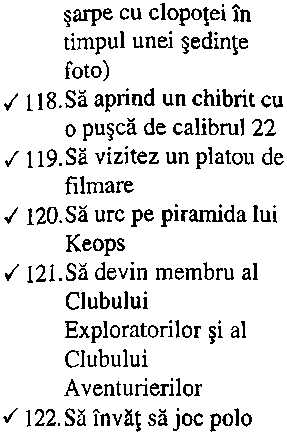 şarpe cu clopoţei în
timpul unei şedinţe
foto)
✓ 118.Să aprind un chibrit cu
o puşcă de calibrul 22
✓ 119.Să vizitez un platou de
filmare
✓ 120.Să urc pe piramida lui
Keops
✓ 121.Să devin membru al
Clubului
Exploratorilor şi al
Clubului
Aventurierilor
✓ 122.Să învăţ să joc polo